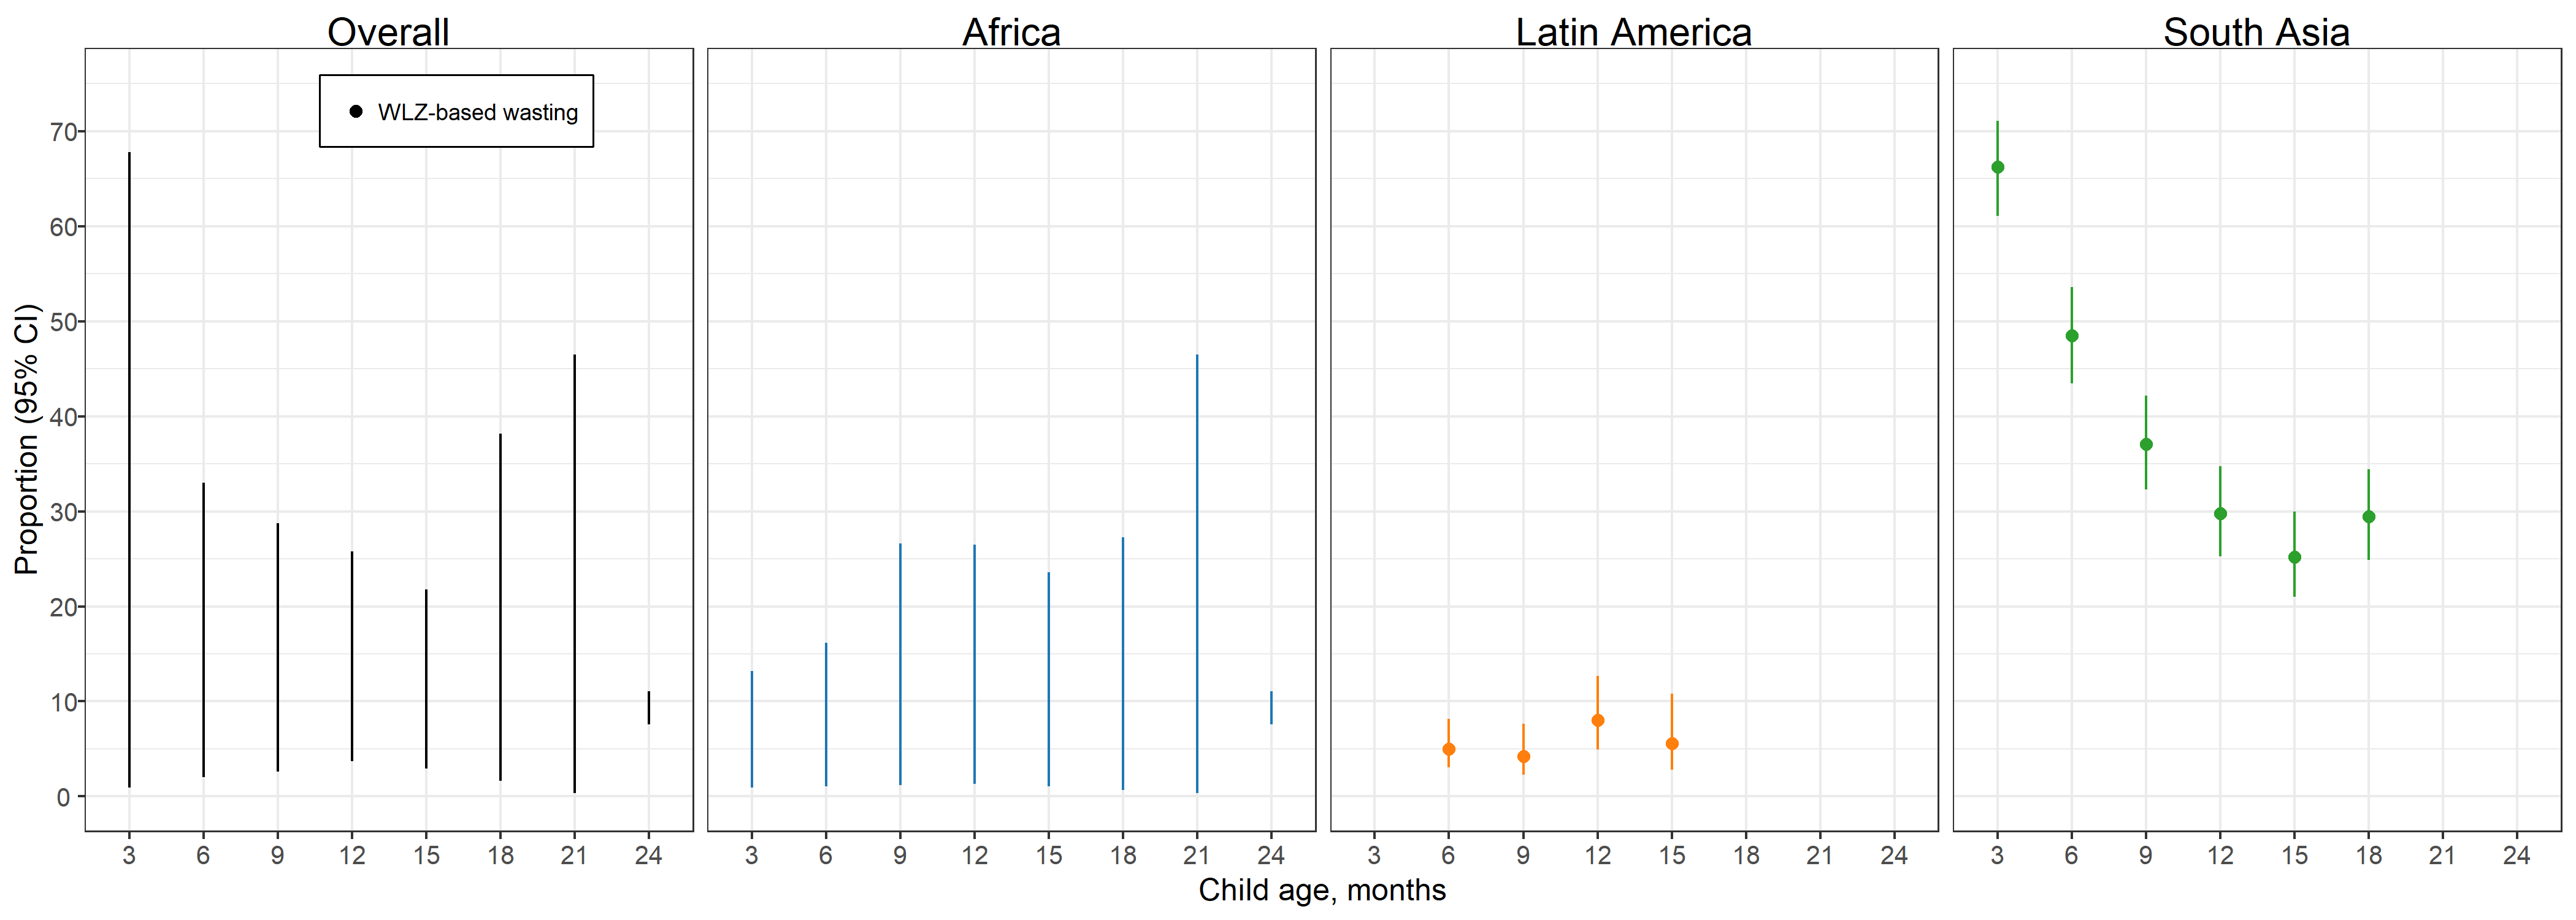 Overall Africa Latin America South Asia
WLZ-based wasting
Proportion (95% CI)
70
60
50
40
30
20
10
0
3 6 9 12 15 18 21 24 3 6 9 12 15 18 21 24 3 6 9 12 15 18 21 24 3 6 9 12 15 18 21 24
Child age, months